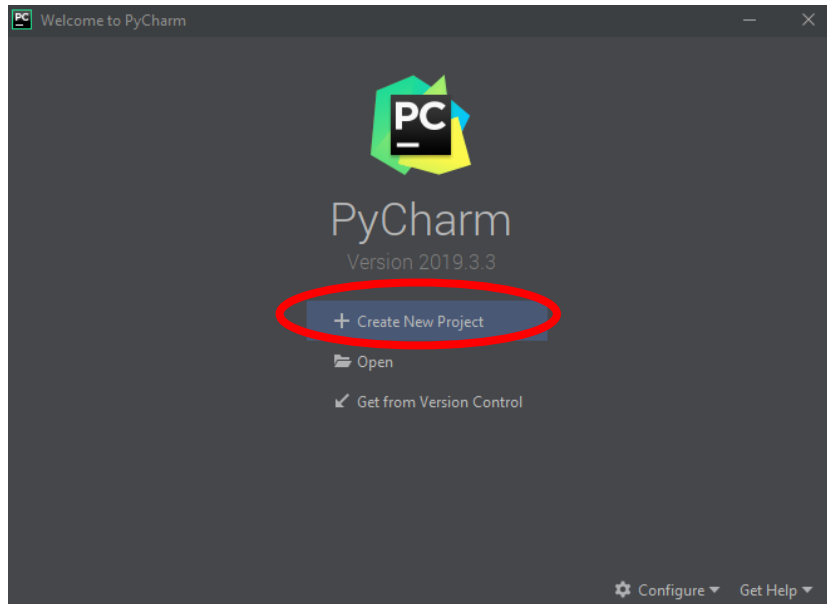 PC
Welcome to PyCharm
PC
PyCharm
Version 2019.3.3
Create New Project
Open
Get from Version Control
Configure
Get Help